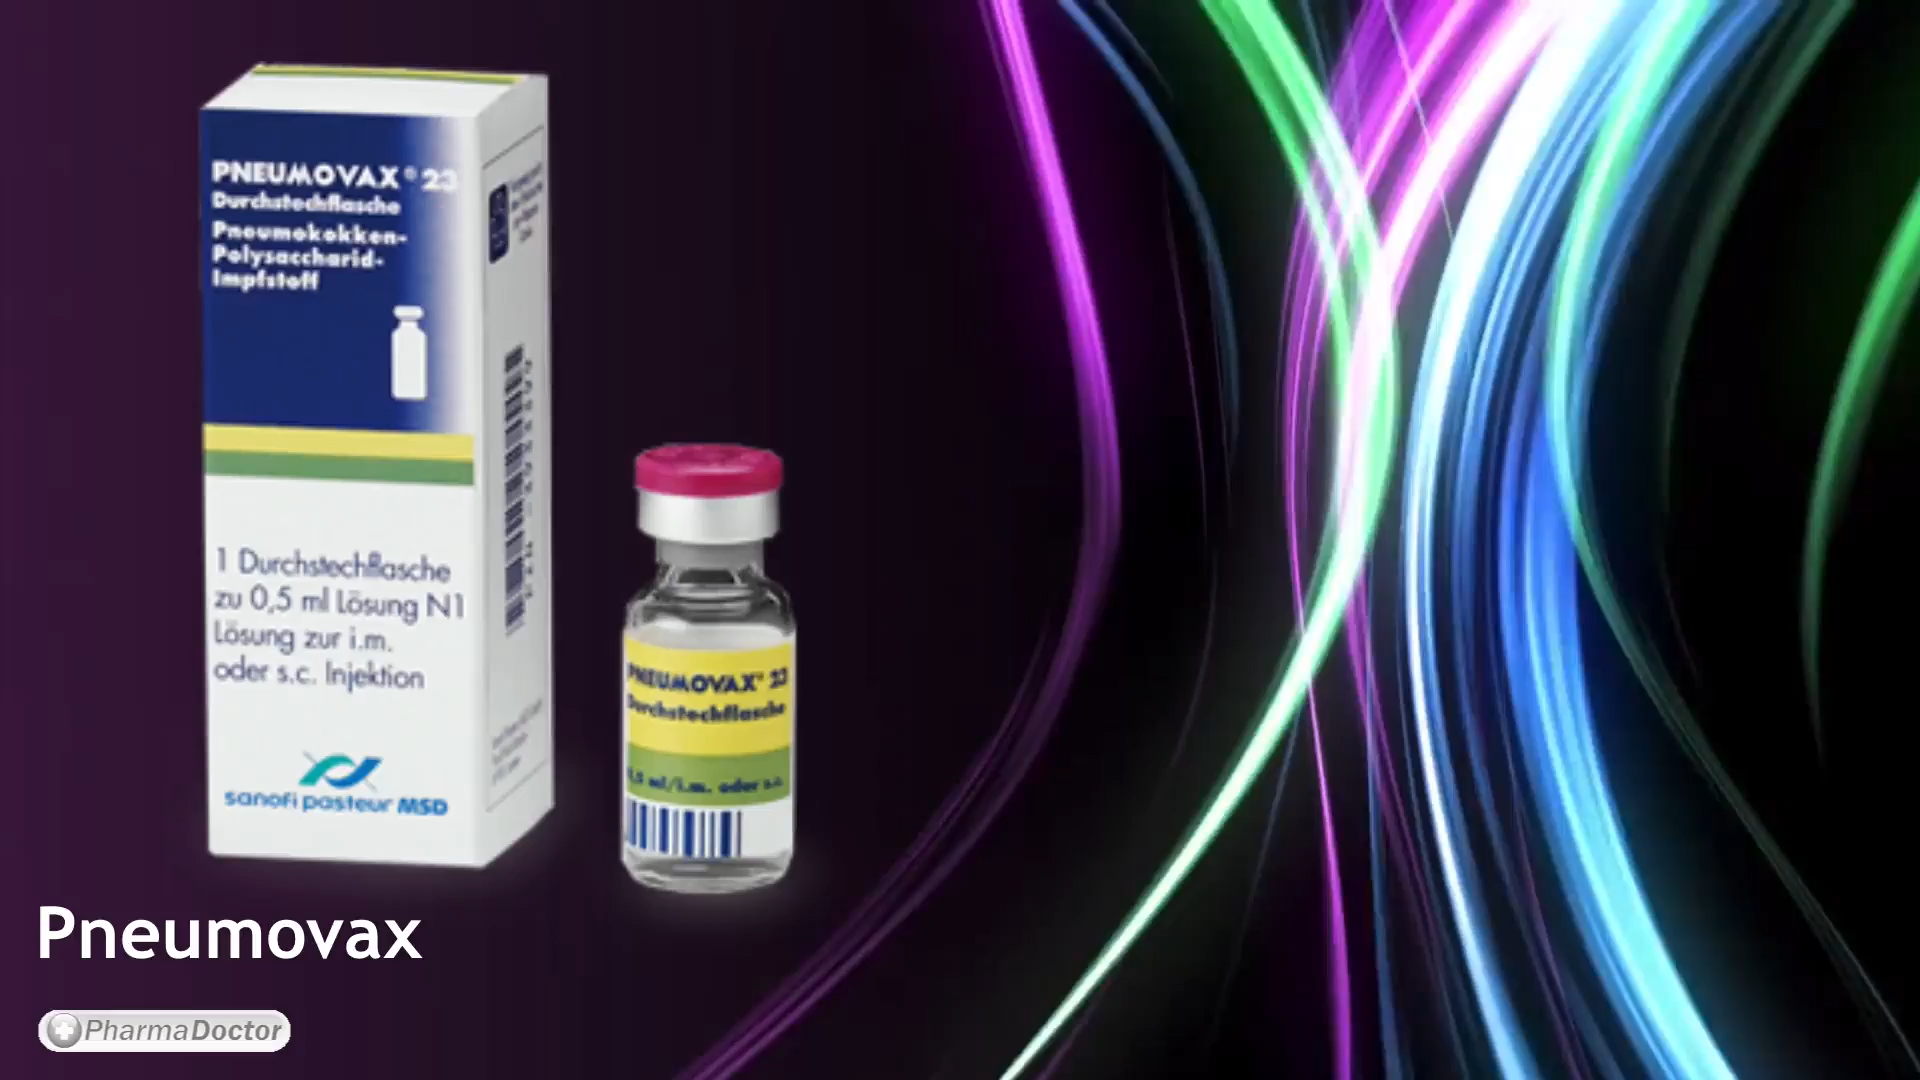 PNEUMOVAX® 23
Durchstechflasche
Pneumokokken-
Polysaccharid-
Impfstoff
1 Durchstechflasche
zu 0,5 ml Lösung N1
Lösung zur i.m.
oder s.c. Injektion
sanofi pasteur MSD
PNEUMOVAX® 23
Durchstechflasche
0,5 ml/i.m. oder s.c.
Pneumovax
PharmaDoctor